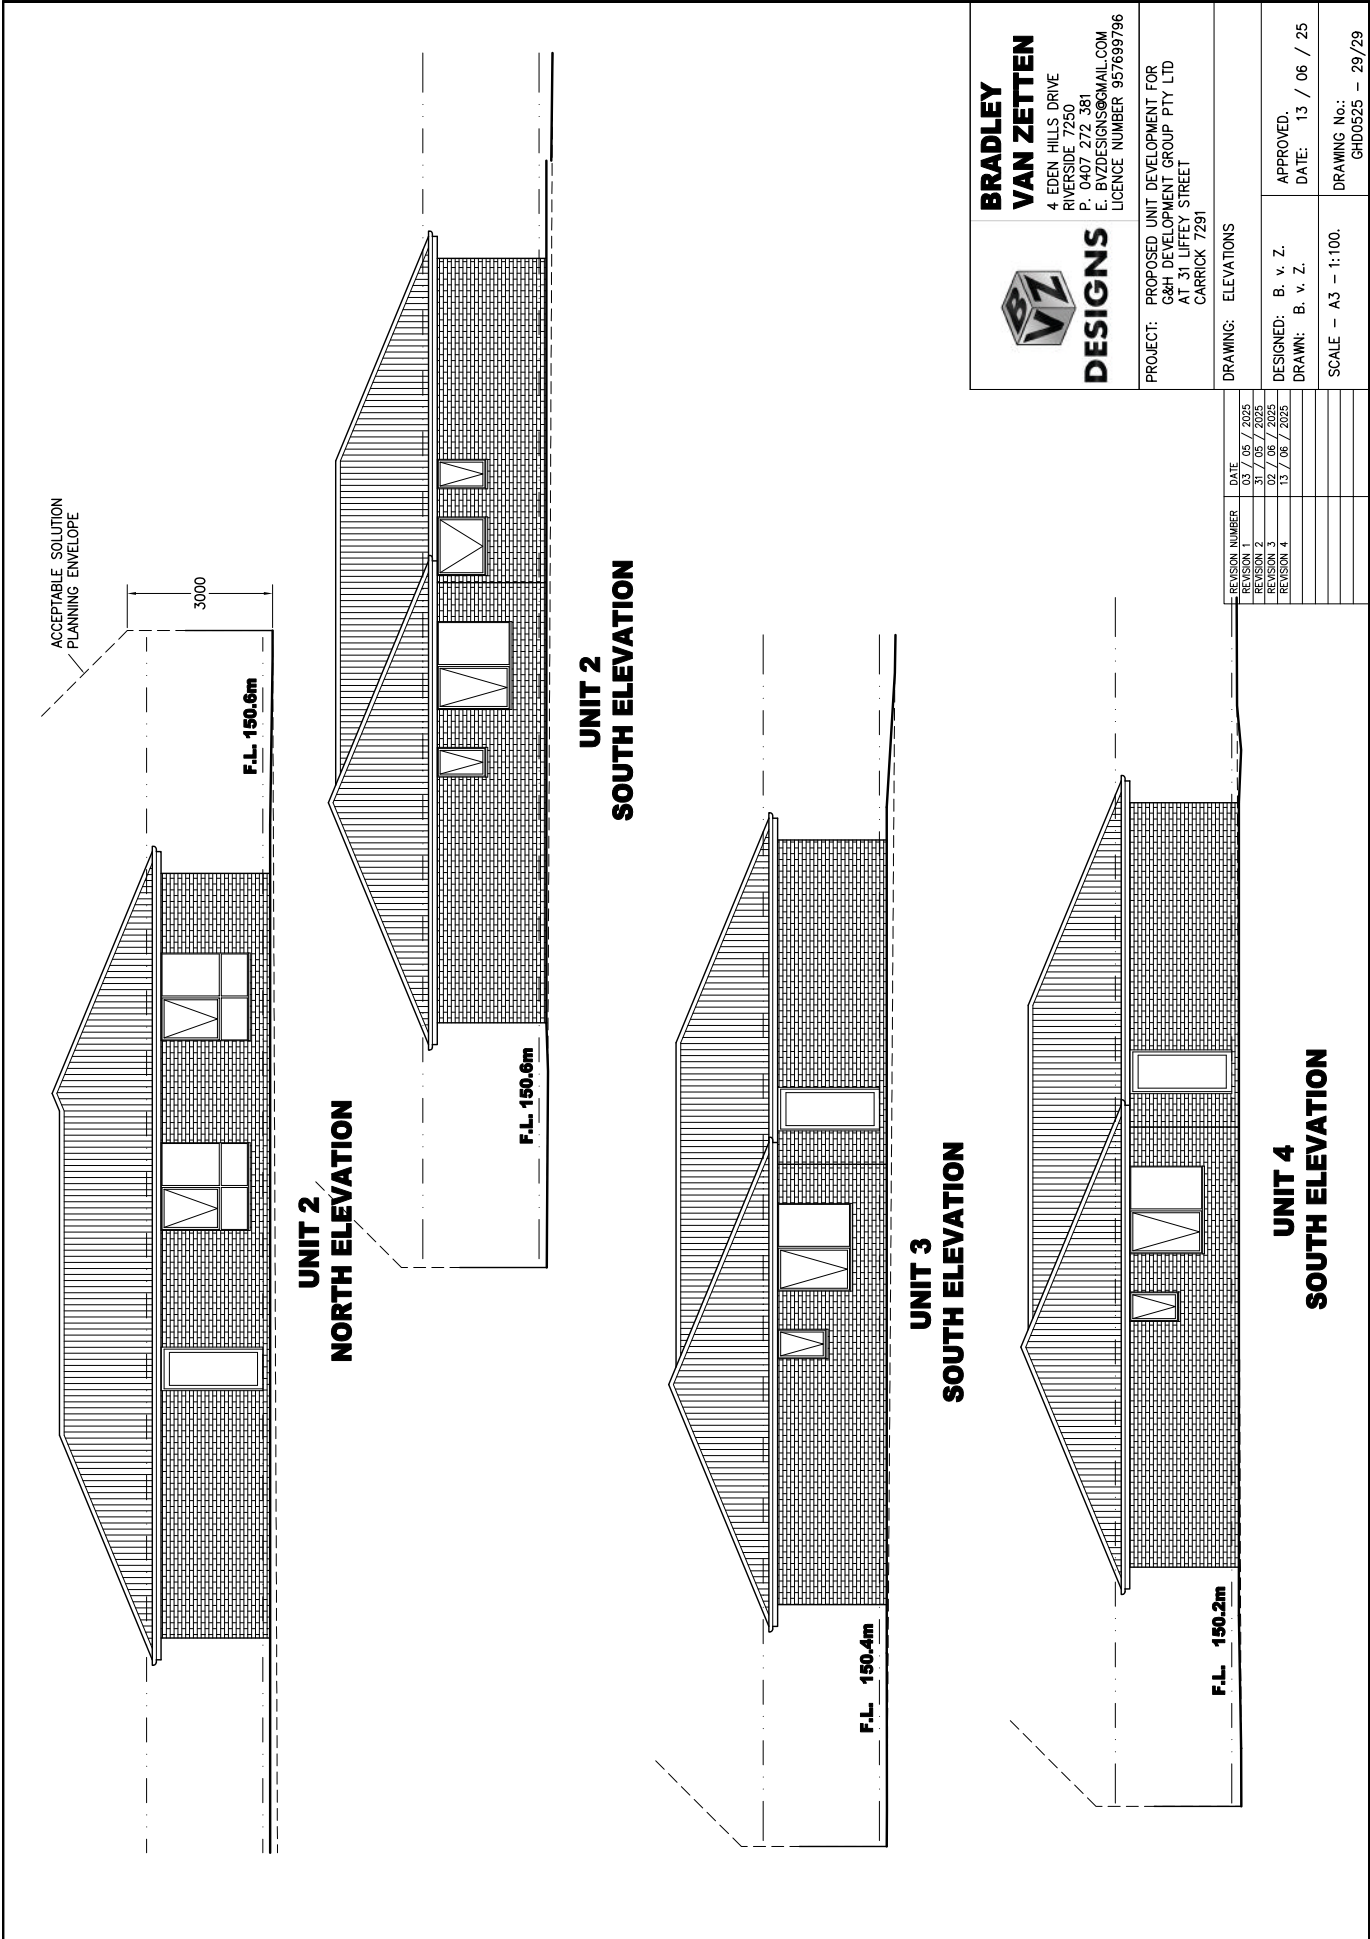 ACCEPTABLE SOLUTION
PLANNING ENVELOPE
3000
F.L. 150.6m
UNIT 2
NORTH ELEVATION
F.L. 150.6m
UNIT 2
SOUTH ELEVATION
F.L. 150.4m
UNIT 3
SOUTH ELEVATION
F.L. 150.2m
UNIT 4
SOUTH ELEVATION
REVISION NUMBER DATE
REVISION 1 03 / 05 / 2025
REVISION 2 31 / 05 / 2025
REVISION 3 02 / 06 / 2025
REVISION 4 13 / 06 / 2025
BVZ
DESIGNS
BRADLEY
VAN ZETTEN
4 EDEN HILLS DRIVE
RIVERSIDE 7250
P. 0407 272 381
E. BVZDESIGNS@GMAIL.COM
LICENCE NUMBER 957699796
PROJECT: PROPOSED UNIT DEVELOPMENT FOR
G&H DEVELOPMENT GROUP PTY LTD
AT 31 LIFFEY STREET
CARRICK 7291
DRAWING: ELEVATIONS
DESIGNED: B. v. Z.
DRAWN: B. v. Z.
APPROVED.
DATE: 13 / 06 / 25
SCALE - A3 - 1:100.
DRAWING No.:
GHD0525 - 29/29